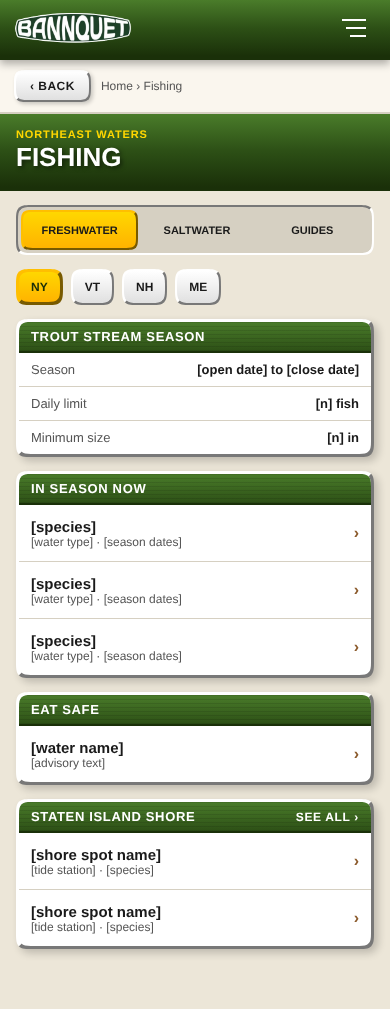 BANNQUET
‹ BACK
Home › Fishing
NORTHEAST WATERS
FISHING
FRESHWATER SALTWATER GUIDES
NY VT NH ME
TROUT STREAM SEASON
Season [open date] to [close date]
Daily limit [n] fish
Minimum size [n] in
IN SEASON NOW
[species]
[water type] · [season dates]
›
[species]
[water type] · [season dates]
›
[species]
[water type] · [season dates]
›
EAT SAFE
[water name]
[advisory text]
›
STATEN ISLAND SHORE SEE ALL ›
[shore spot name]
[tide station] · [species]
›
[shore spot name]
[tide station] · [species]
›